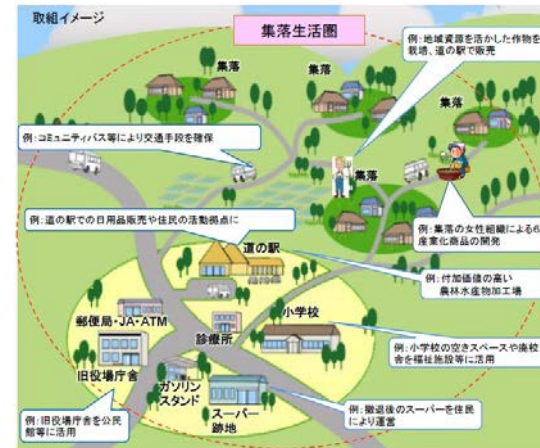 取組イメージ
集落生活圏
例：地域資源を活かした作物を
栽培、道の駅で販売
集落
集落
集落
例：コミュニティバス等により交通手段を確保
集落
例：道の駅での日用品販売や住民の活動拠点に
例：集落の女性組織による6
産業化商品の開発
道の駅
例：付加価値の高い
農林水産物加工場
郵便局・JA・ATM
小学校
診療所
例：小学校の空きスペースや廃校
舎を福祉施設等に活用
旧役場庁舎
ガソリン
スタンド
スーパー
跡地
例：旧役場庁舎を公民
館等に活用
例：撤退後のスーパーを住民
により運営